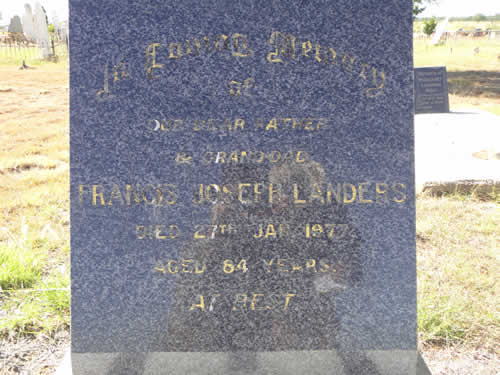 In Loving Memory
of
OUR DEAR FATHER
& GRANDDAD
FRANCIS JOSEPH LANDERS
DIED 27TH JAN 1977
AGED 84 YEARS
AT REST